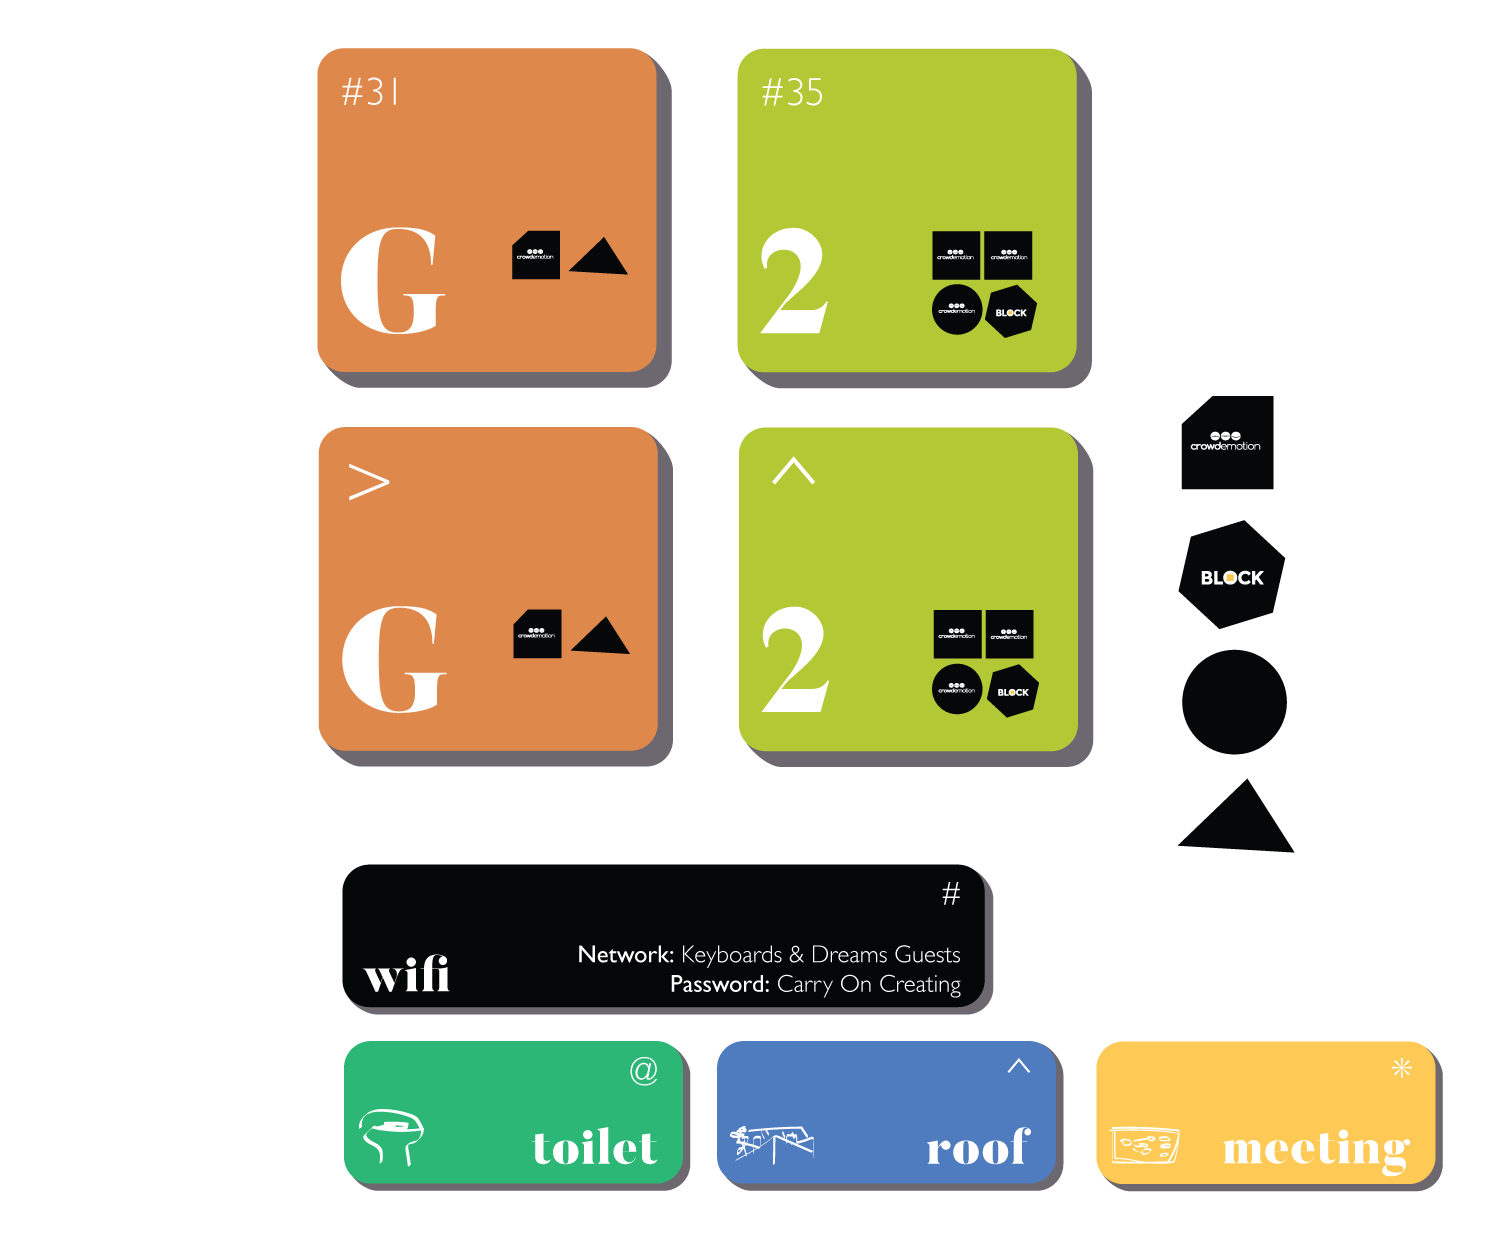 #31
G
crowdemotion
#35
2
crowdemotion
crowdemotion
crowdemotion
BLOCK
>
G
crowdemotion
^
2
crowdemotion
crowdemotion
crowdemotion
BLOCK
crowdemotion
BLOCK
#
wifi
Network: Keyboards & Dreams Guests
Password: Carry On Creating
@
toilet
^
roof
*
meeting